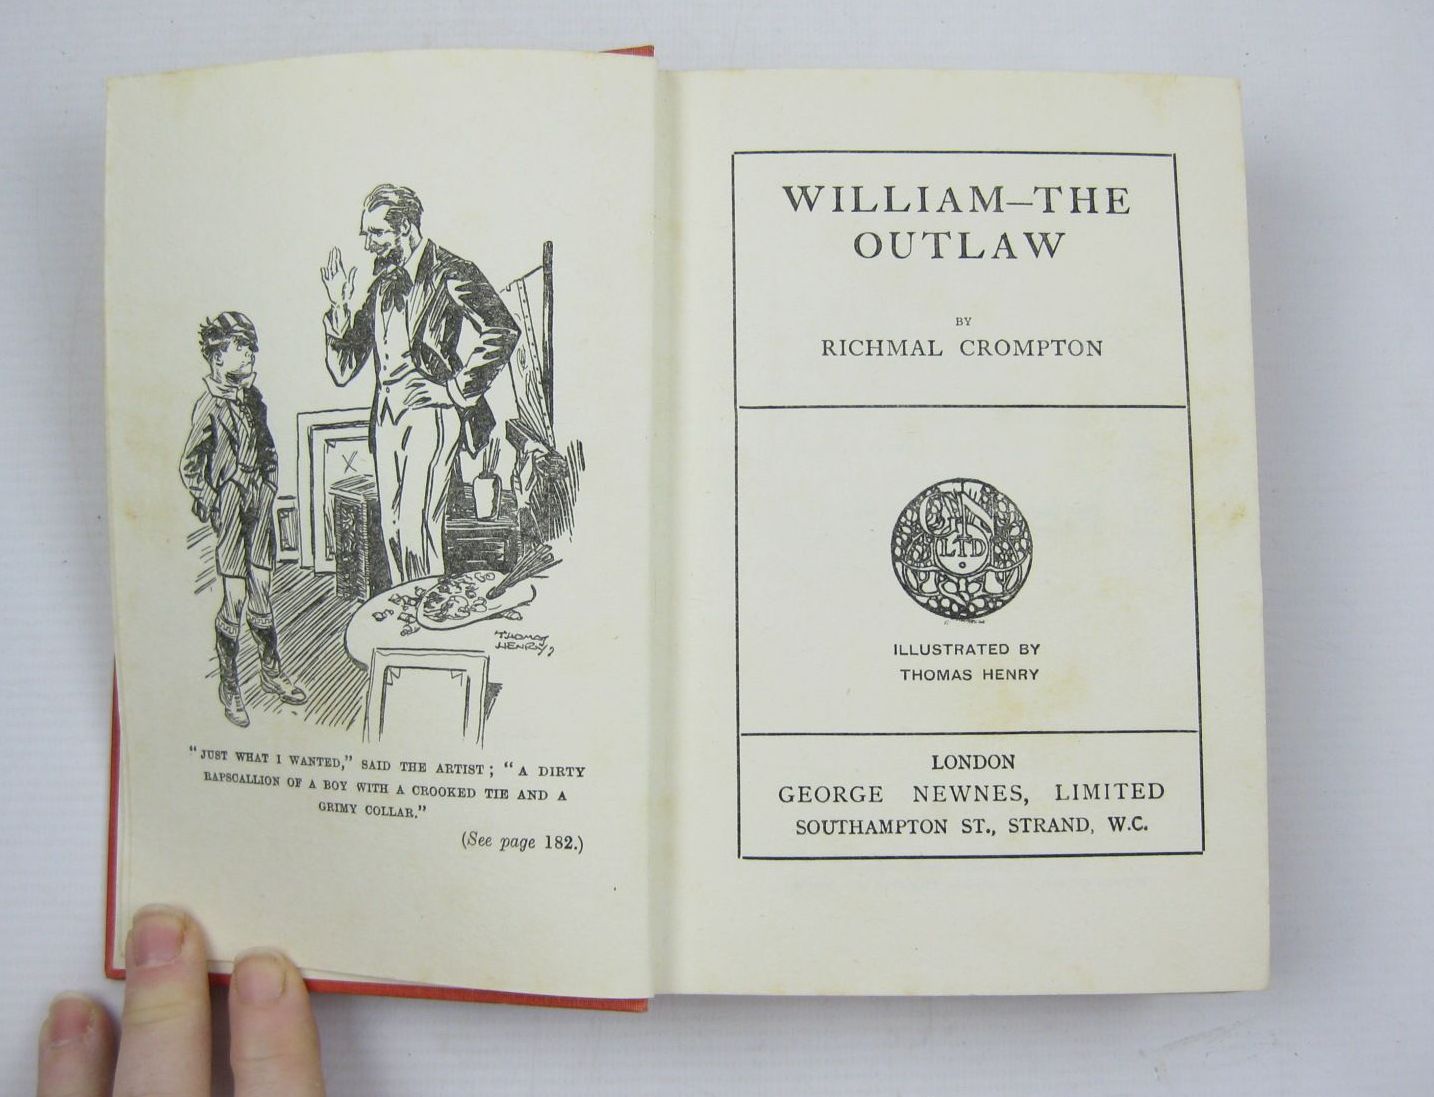 THOMAS
HENRY
"JUST WHAT I WANTED," SAID THE ARTIST; "A DIRTY
RAPSCALLION OF A BOY WITH A CROOKED TIE AND A
GRIMY COLLAR."
(See page 182.)
WILLIAM—THE
OUTLAW
BY
RICHMAL CROMPTON
G N
LTD
ILLUSTRATED BY
THOMAS HENRY
LONDON
GEORGE NEWNES, LIMITED
SOUTHAMPTON ST., STRAND, W.C.